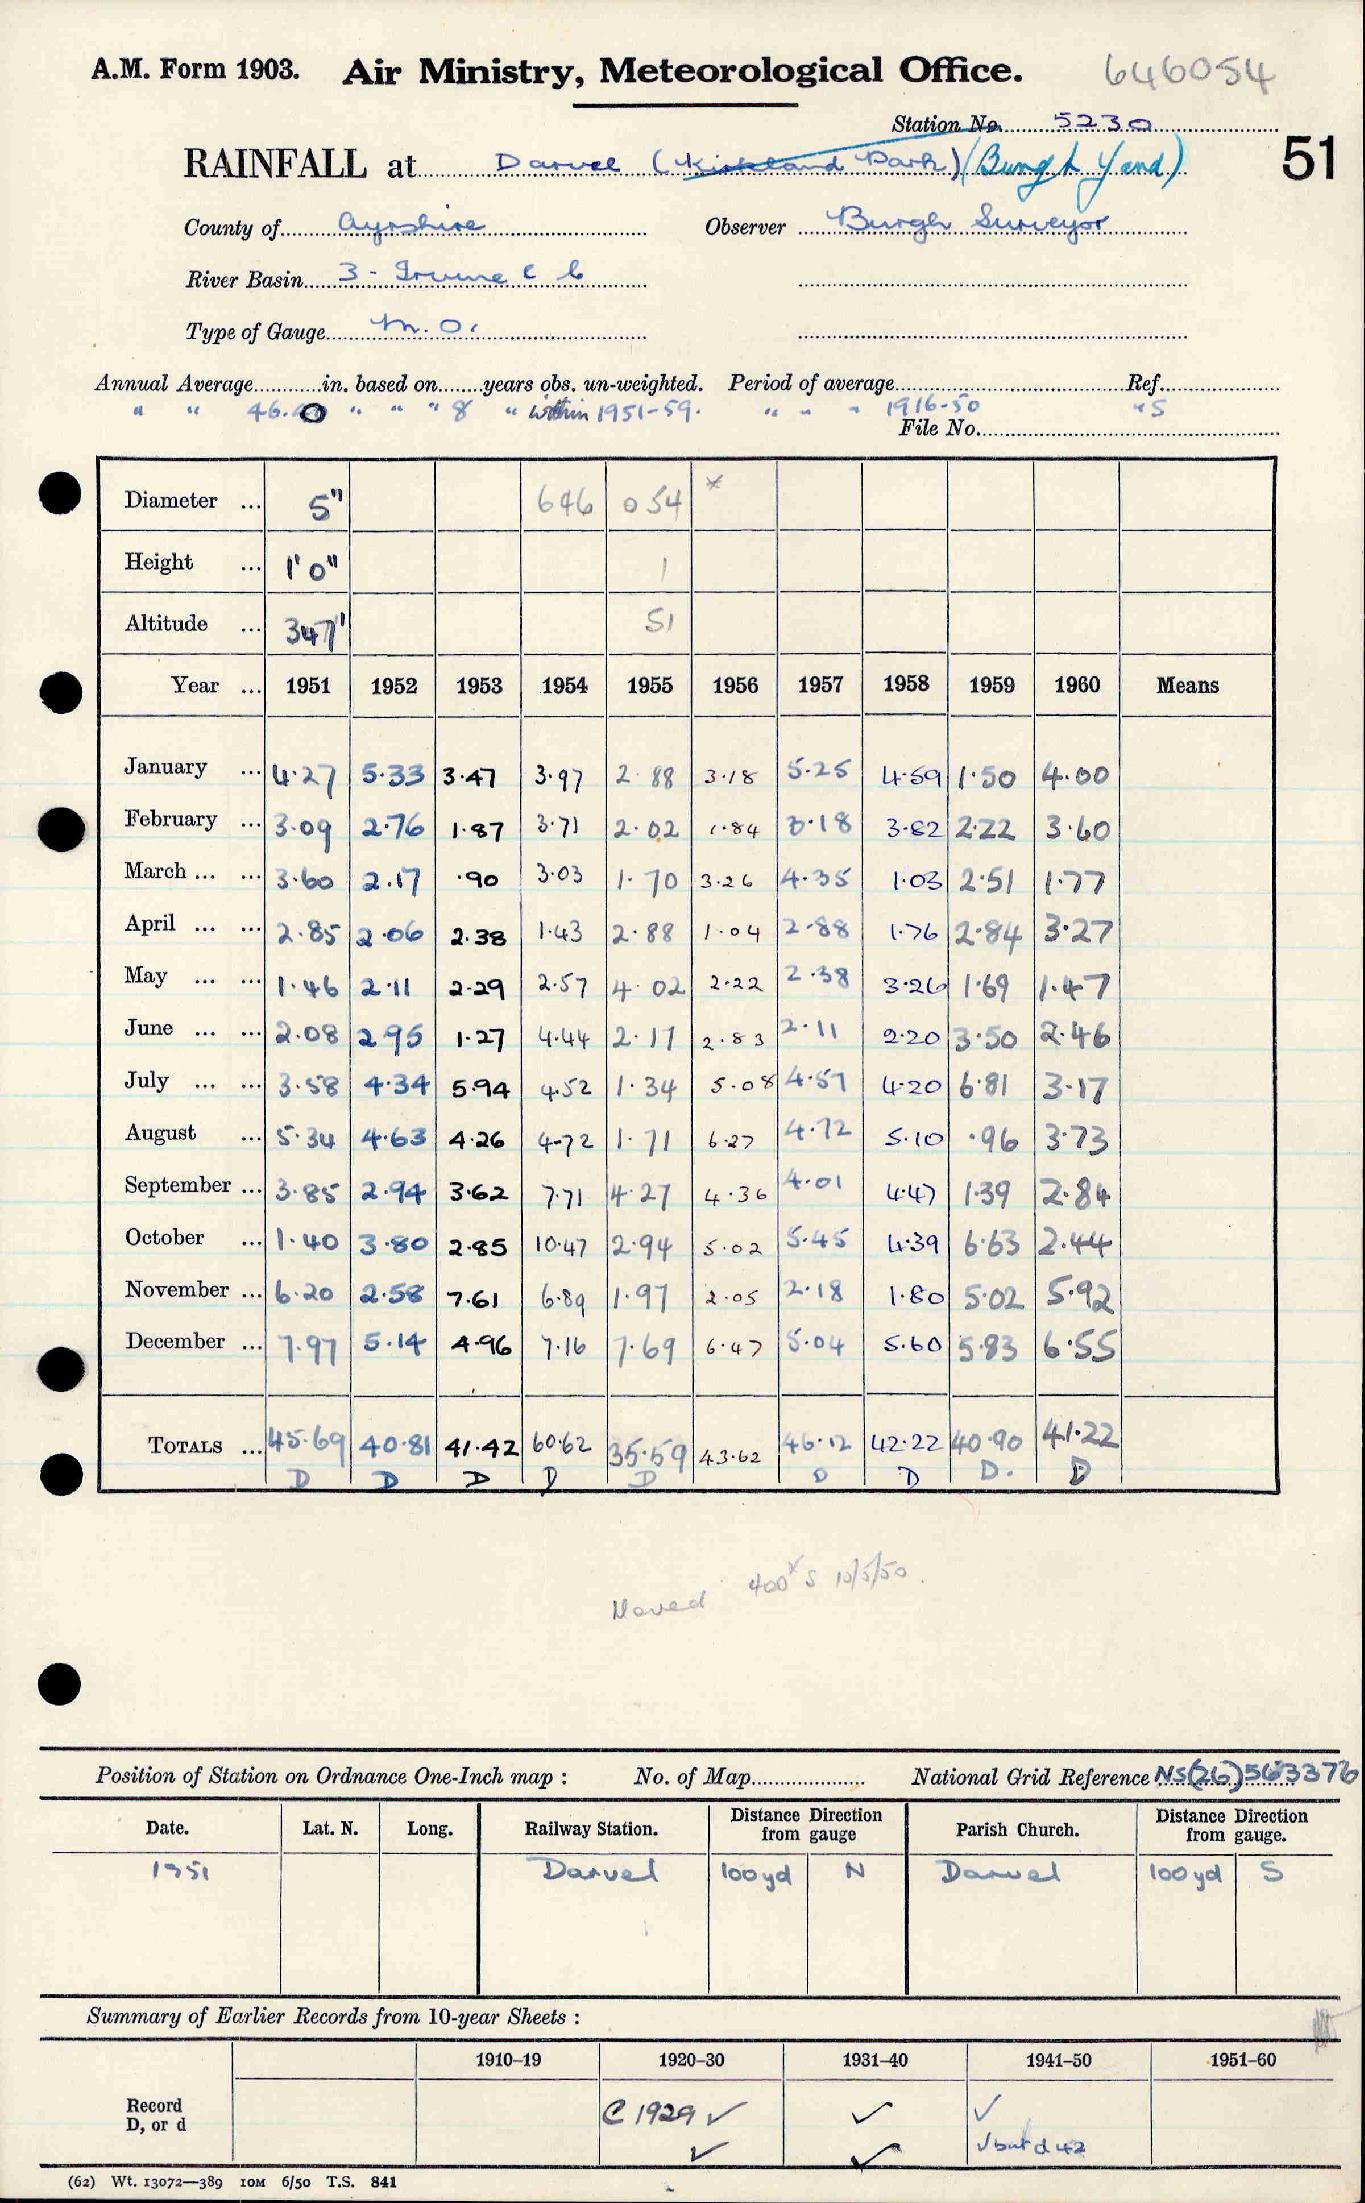 A.M. Form 1903. Air Ministry, Meteorological Office. 646054
Station No. 5230
RAINFALL at Darvel (Kirkland Park) (Burgh Yard) 51
County of Ayrshire Observer Burgh Surveyor
River Basin 3 - Irvine & b
Type of Gauge M.O.
Annual Average in. based on years obs. un-weighted. Period of average Ref.
" " 46. " " " 8 " within 1951-59. " " " 1916-50 "S
File No.
Diameter ... 5" 646 054 *
Height ... 1'0" 1
Altitude ... 347' 51
Year ... 1951 1952 1953 1954 1955 1956 1957 1958 1959 1960 Means
January ... 4.27 5.33 3.47 3.97 2.88 3.18 5.25 4.59 1.50 4.00
February ... 3.09 2.76 1.87 3.71 2.02 1.84 3.18 3.82 2.22 3.60
March ... ... 3.60 2.17 .90 3.03 1.70 3.26 4.35 1.03 2.51 1.77
April ... ... 2.85 2.06 2.38 1.43 2.88 1.04 2.88 1.76 2.84 3.27
May ... ... 1.46 2.11 2.29 2.57 4.02 2.22 2.38 3.26 1.69 1.47
June ... ... 2.08 2.95 1.27 4.44 2.17 2.83 2.11 2.20 3.50 2.46
July ... ... 3.58 4.34 5.94 4.52 1.34 5.08 4.57 4.20 6.81 3.17
August ... 5.34 4.63 4.26 4.72 1.71 6.27 4.72 5.10 .96 3.73
September ... 3.85 2.94 3.62 7.71 4.27 4.36 4.01 4.47 1.39 2.84
October ... 1.40 3.80 2.85 10.47 2.94 5.02 5.45 4.39 6.63 2.44
November ... 6.20 2.58 7.61 6.89 1.97 2.05 2.18 1.80 5.02 5.92
December ... 7.97 5.14 4.96 7.16 7.69 6.47 5.04 5.60 5.83 6.55
TOTALS ... 45.69 40.81 41.42 60.62 35.59 43.62 46.12 42.22 40.90 41.22
D D D D D D D D. D
Moved 400x S 10/5/50.
Position of Station on Ordnance One-Inch map : No. of Map National Grid Reference NS(26)563376
Date. Lat. N. Long. Railway Station. Distance Direction from gauge Parish Church. Distance Direction from gauge.
1951 Darvel 100yd N Darvel 100yd S
Summary of Earlier Records from 10-year Sheets :
1910–19 1920–30 1931–40 1941–50 1951–60
Record D, or d C 1929 ✓ ✓ ✓
✓ ✓ ✓ but d 42
(62) Wt. 13072—389 10M 6/50 T.S. 841